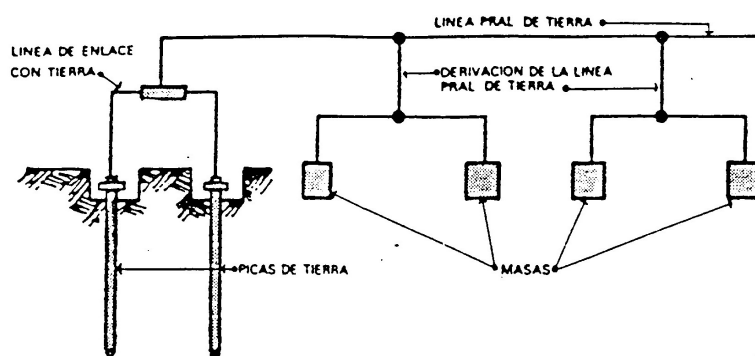 LINEA PRAL DE TIERRA
LINEA DE ENLACE
CON TIERRA
DERIVACION DE LA LINEA
PRAL DE TIERRA
PICAS DE TIERRA
MASAS